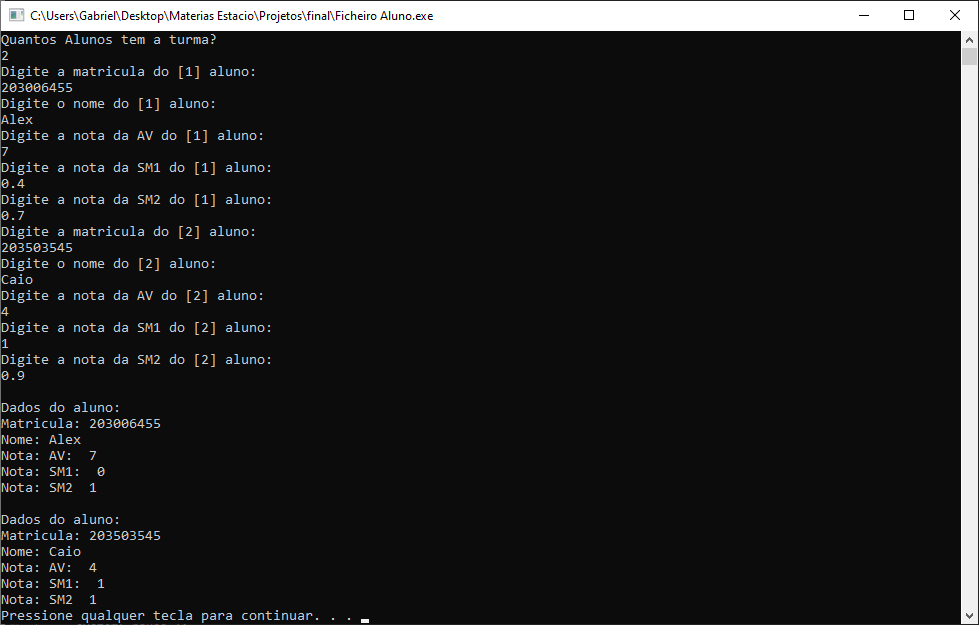 C:\Users\Gabriel\Desktop\Materias Estacio\Projetos\final\Ficheiro Aluno.exe
Quantos Alunos tem a turma?
2
Digite a matricula do [1] aluno:
203006455
Digite o nome do [1] aluno:
Alex
Digite a nota da AV do [1] aluno:
7
Digite a nota da SM1 do [1] aluno:
0.4
Digite a nota da SM2 do [1] aluno:
0.7
Digite a matricula do [2] aluno:
203503545
Digite o nome do [2] aluno:
Caio
Digite a nota da AV do [2] aluno:
4
Digite a nota da SM1 do [2] aluno:
1
Digite a nota da SM2 do [2] aluno:
0.9
Dados do aluno:
Matricula: 203006455
Nome: Alex
Nota: AV:  7
Nota: SM1:  0
Nota: SM2  1
Dados do aluno:
Matricula: 203503545
Nome: Caio
Nota: AV:  4
Nota: SM1:  1
Nota: SM2  1
Pressione qualquer tecla para continuar. . .